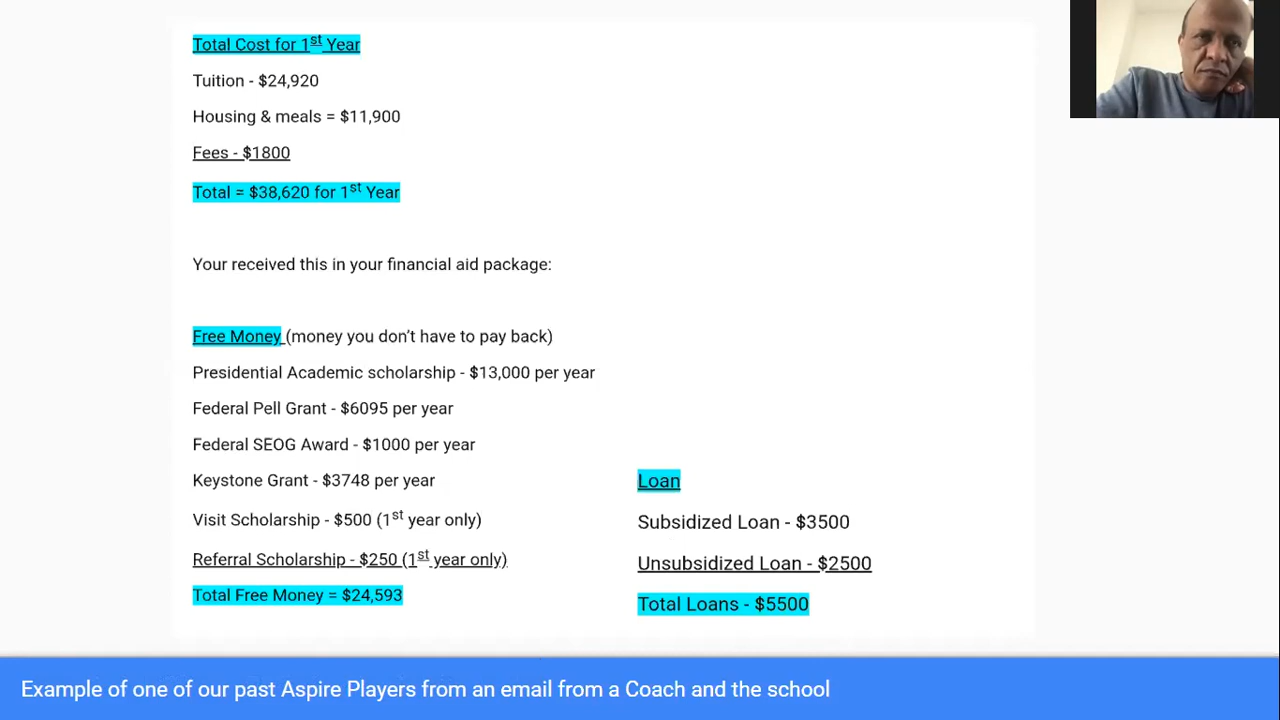 Total Cost for 1st Year
Tuition - $24,920
Housing & meals = $11,900
Fees - $1800
Total = $38,620 for 1st Year
Your received this in your financial aid package:
Free Money (money you don’t have to pay back)
Presidential Academic scholarship - $13,000 per year
Federal Pell Grant - $6095 per year
Federal SEOG Award - $1000 per year
Keystone Grant - $3748 per year
Visit Scholarship - $500 (1st year only)
Referral Scholarship - $250 (1st year only)
Total Free Money = $24,593
Loan
Subsidized Loan - $3500
Unsubsidized Loan - $2500
Total Loans - $5500
Example of one of our past Aspire Players from an email from a Coach and the school